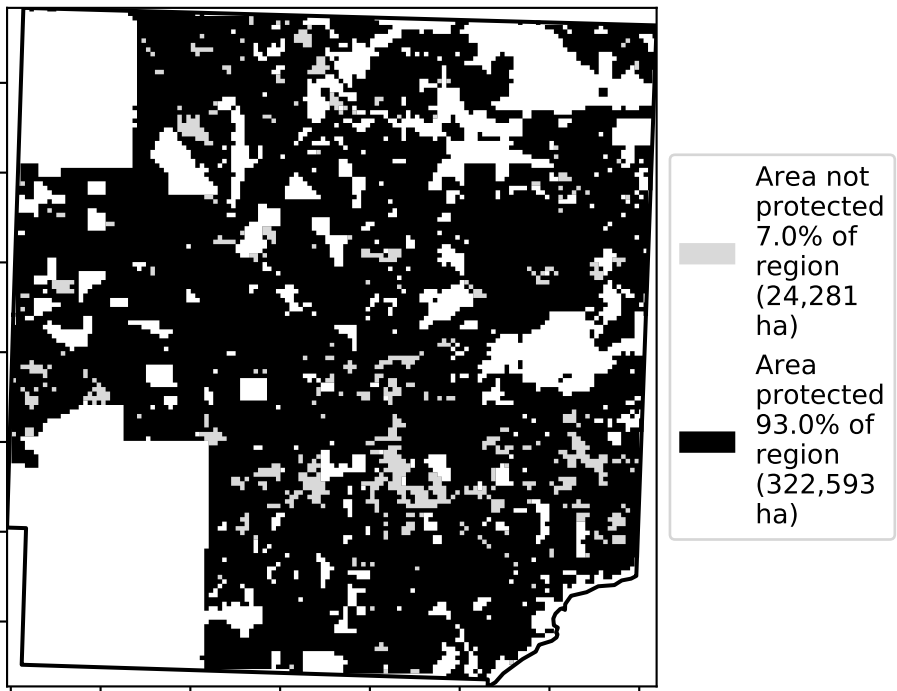 Area not
protected
7.0% of
region
(24,281
ha)
Area
protected
93.0% of
region
(322,593
ha)